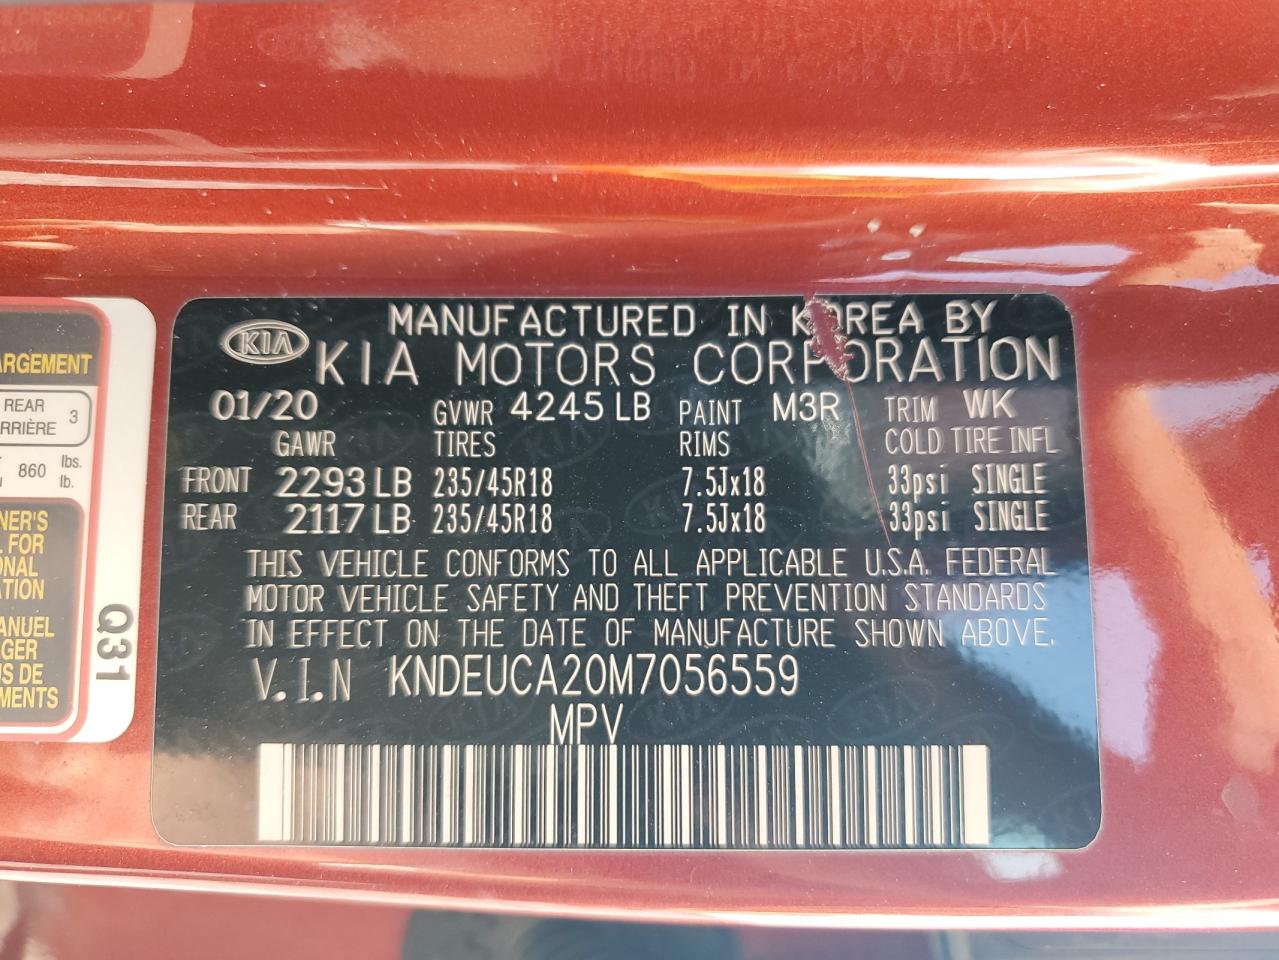 KIA
MANUFACTURED IN KOREA BY
KIA MOTORS CORPORATION
01/20 GVWR 4245 LB PAINT M3R TRIM WK
GAWR TIRES RIMS COLD TIRE INFL
FRONT 2293 LB 235/45R18 7.5Jx18 33psi SINGLE
REAR 2117 LB 235/45R18 7.5Jx18 33psi SINGLE
THIS VEHICLE CONFORMS TO ALL APPLICABLE U.S.A. FEDERAL
MOTOR VEHICLE SAFETY AND THEFT PREVENTION STANDARDS
IN EFFECT ON THE DATE OF MANUFACTURE SHOWN ABOVE.
V.I.N KNDEUCA20M7056559
MPV
ARGEMENT
REAR 3
RRIÈRE
860 lbs.
lb.
NER'S
L FOR
ONAL
ATION
ANUEL
GER
US DE
MENTS
Q31